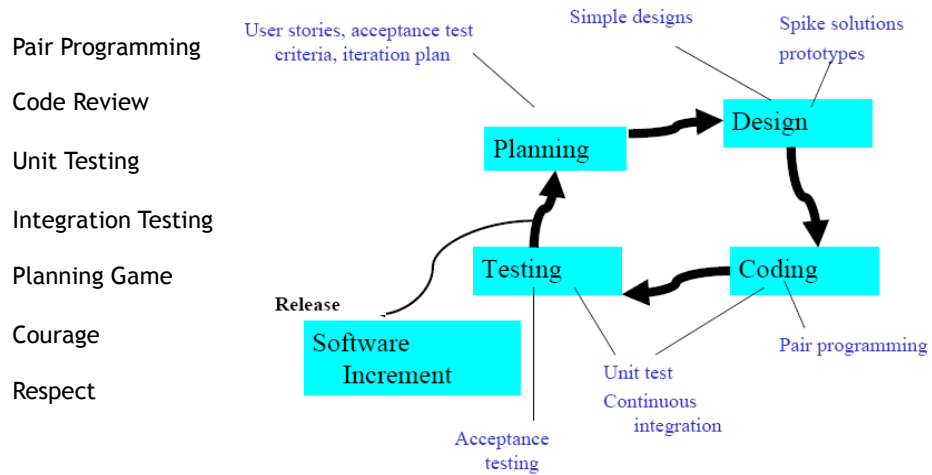 Pair Programming
Code Review
Unit Testing
Integration Testing
Planning Game
Courage
Respect
User stories, acceptance test
criteria, iteration plan
Simple designs
Spike solutions
prototypes
Planning
Design
Testing
Coding
Release
Software
Increment
Pair programming
Unit test
Continuous
integration
Acceptance
testing